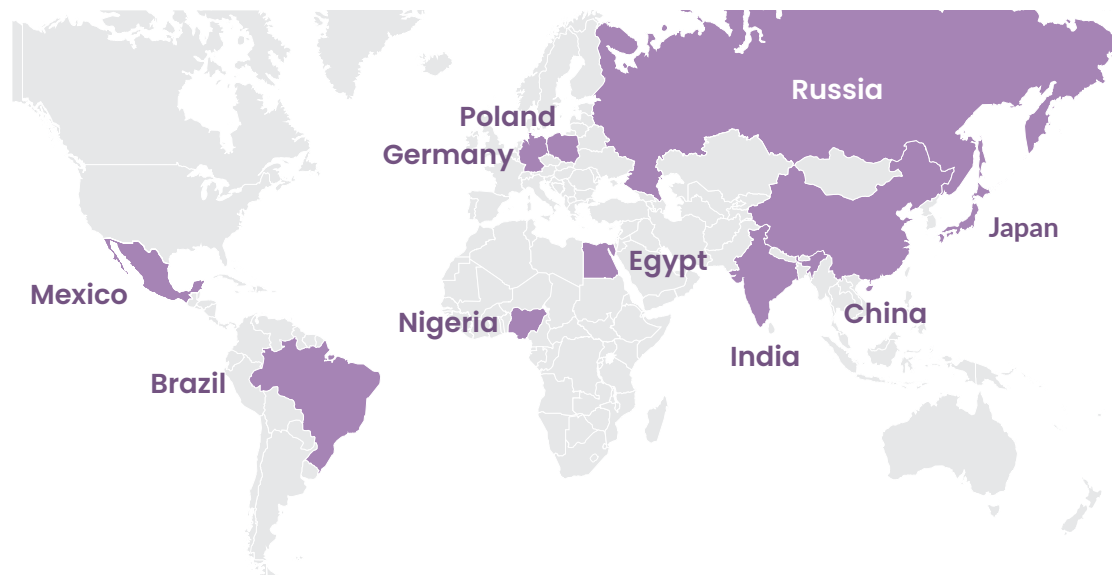 Russia
Poland
Germany
Japan
Egypt
Mexico
China
Nigeria
India
Brazil